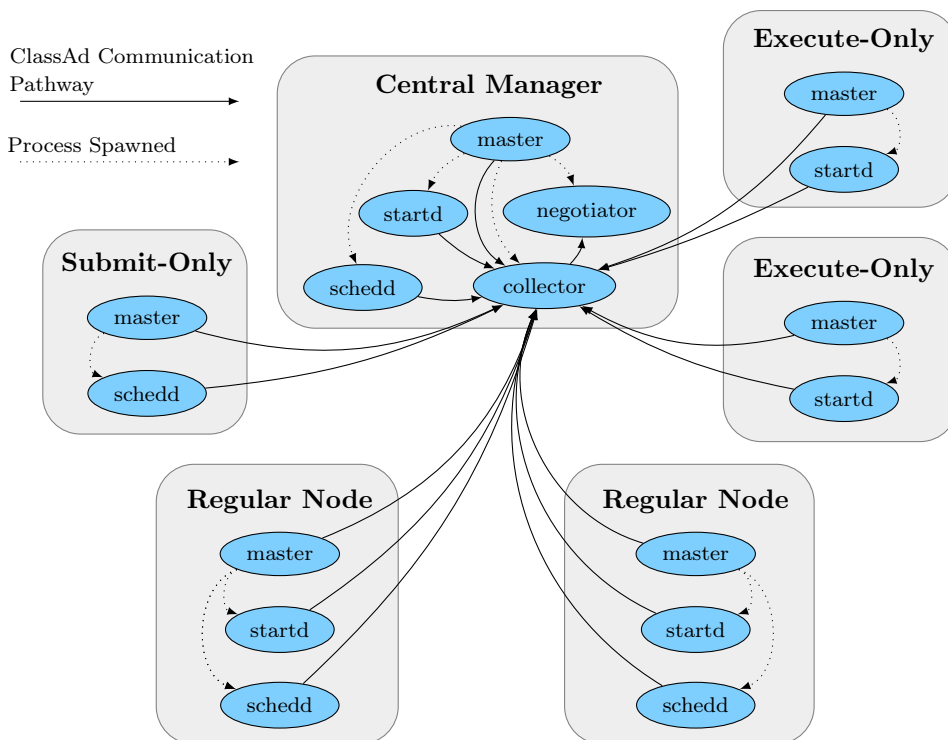 ClassAd Communication
Pathway
Process Spawned
Central Manager
master
startd
negotiator
schedd
collector
Execute-Only
master
startd
Submit-Only
master
schedd
Execute-Only
master
startd
Regular Node
master
startd
schedd
Regular Node
master
startd
schedd